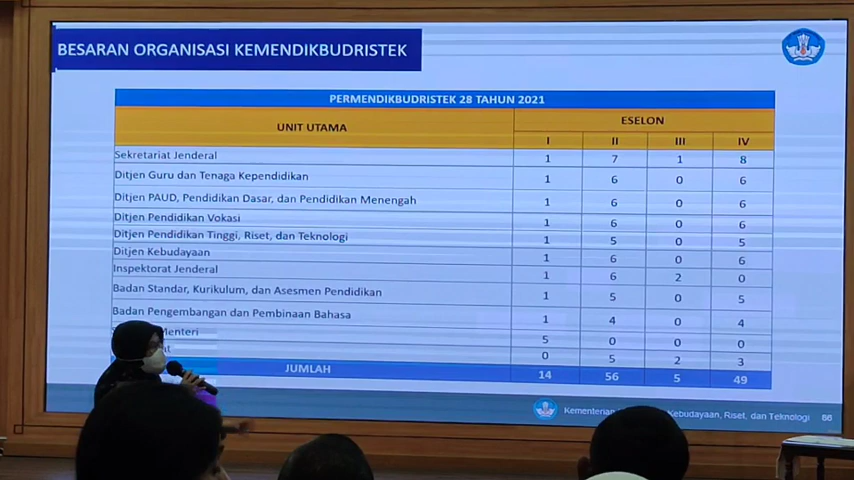 BESARAN ORGANISASI KEMENDIKBUDRISTEK
PERMENDIKBUDRISTEK 28 TAHUN 2021
UNIT UTAMA ESELON
I II III IV
Sekretariat Jenderal 1 7 1 8
Ditjen Guru dan Tenaga Kependidikan 1 6 0 6
Ditjen PAUD, Pendidikan Dasar, dan Pendidikan Menengah 1 6 0 6
Ditjen Pendidikan Vokasi 1 6 0 6
Ditjen Pendidikan Tinggi, Riset, dan Teknologi 1 5 0 5
Ditjen Kebudayaan 1 6 0 6
Inspektorat Jenderal 1 6 2 0
Badan Standar, Kurikulum, dan Asesmen Pendidikan 1 5 0 5
Badan Pengembangan dan Pembinaan Bahasa 1 4 0 4
Menteri 5 0 0 0
0 5 2 3
JUMLAH 14 56 5 49
Kebudayaan, Riset, dan Teknologi 66